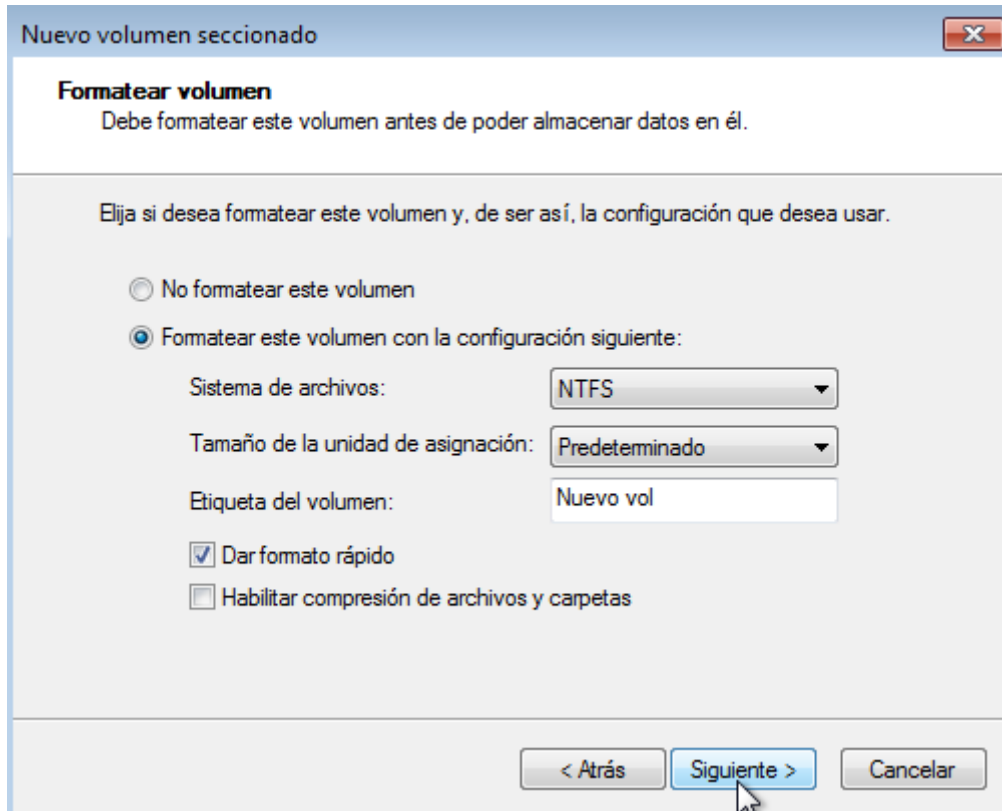 Nuevo volumen seccionado
Formatear volumen
Debe formatear este volumen antes de poder almacenar datos en él.
Elija si desea formatear este volumen y, de ser así, la configuración que desea usar.
No formatear este volumen
Formatear este volumen con la configuración siguiente:
Sistema de archivos: NTFS
Tamaño de la unidad de asignación: Predeterminado
Etiqueta del volumen: Nuevo vol
Dar formato rápido
Habilitar compresión de archivos y carpetas
< Atrás Siguiente > Cancelar